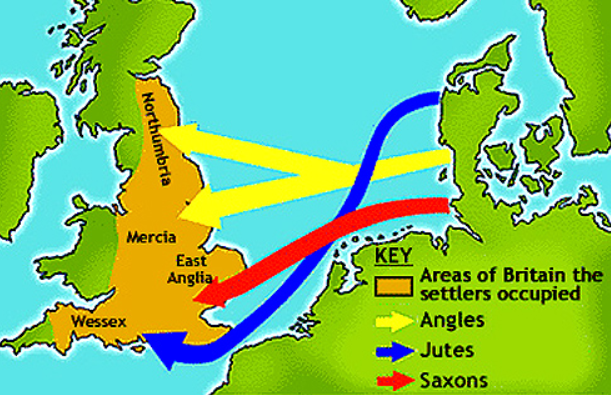 Northumbria
Mercia
East
Anglia
Wessex
KEY
Areas of Britain the
settlers occupied
Angles
Jutes
Saxons